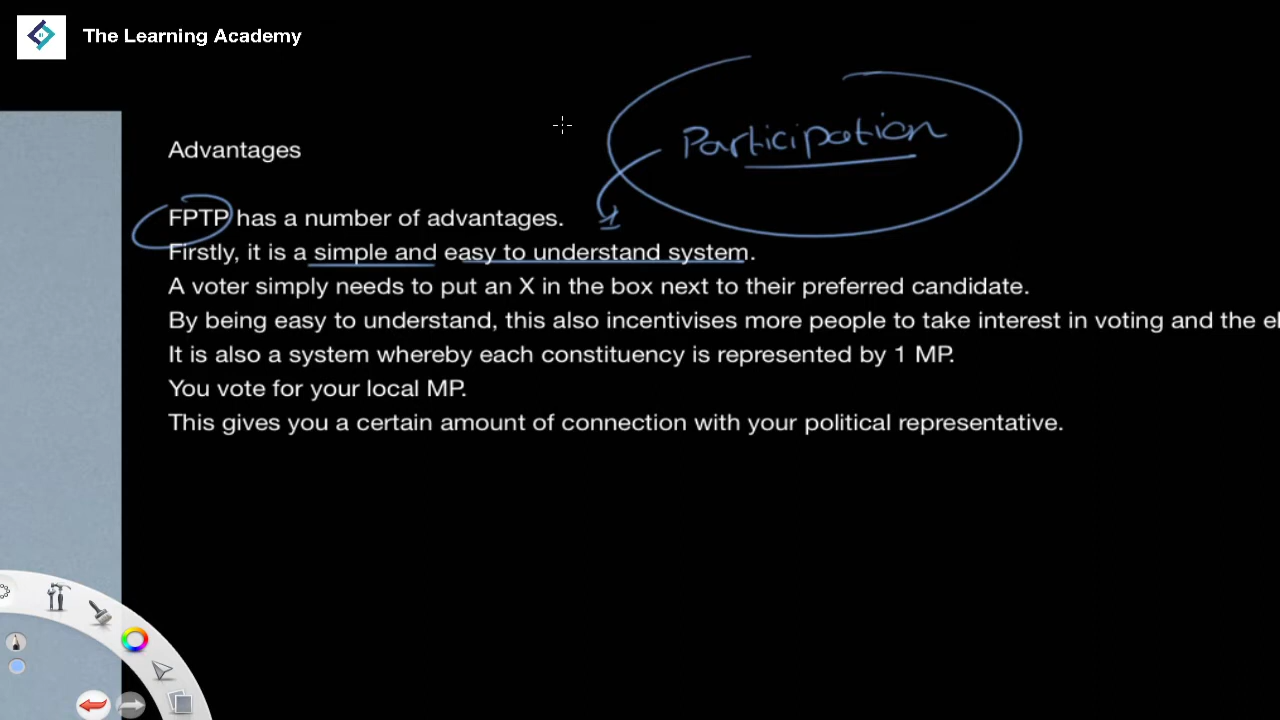 The Learning Academy
Participation
Advantages
FPTP has a number of advantages.
Firstly, it is a simple and easy to understand system.
A voter simply needs to put an X in the box next to their preferred candidate.
By being easy to understand, this also incentivises more people to take interest in voting and the
It is also a system whereby each constituency is represented by 1 MP.
You vote for your local MP.
This gives you a certain amount of connection with your political representative.